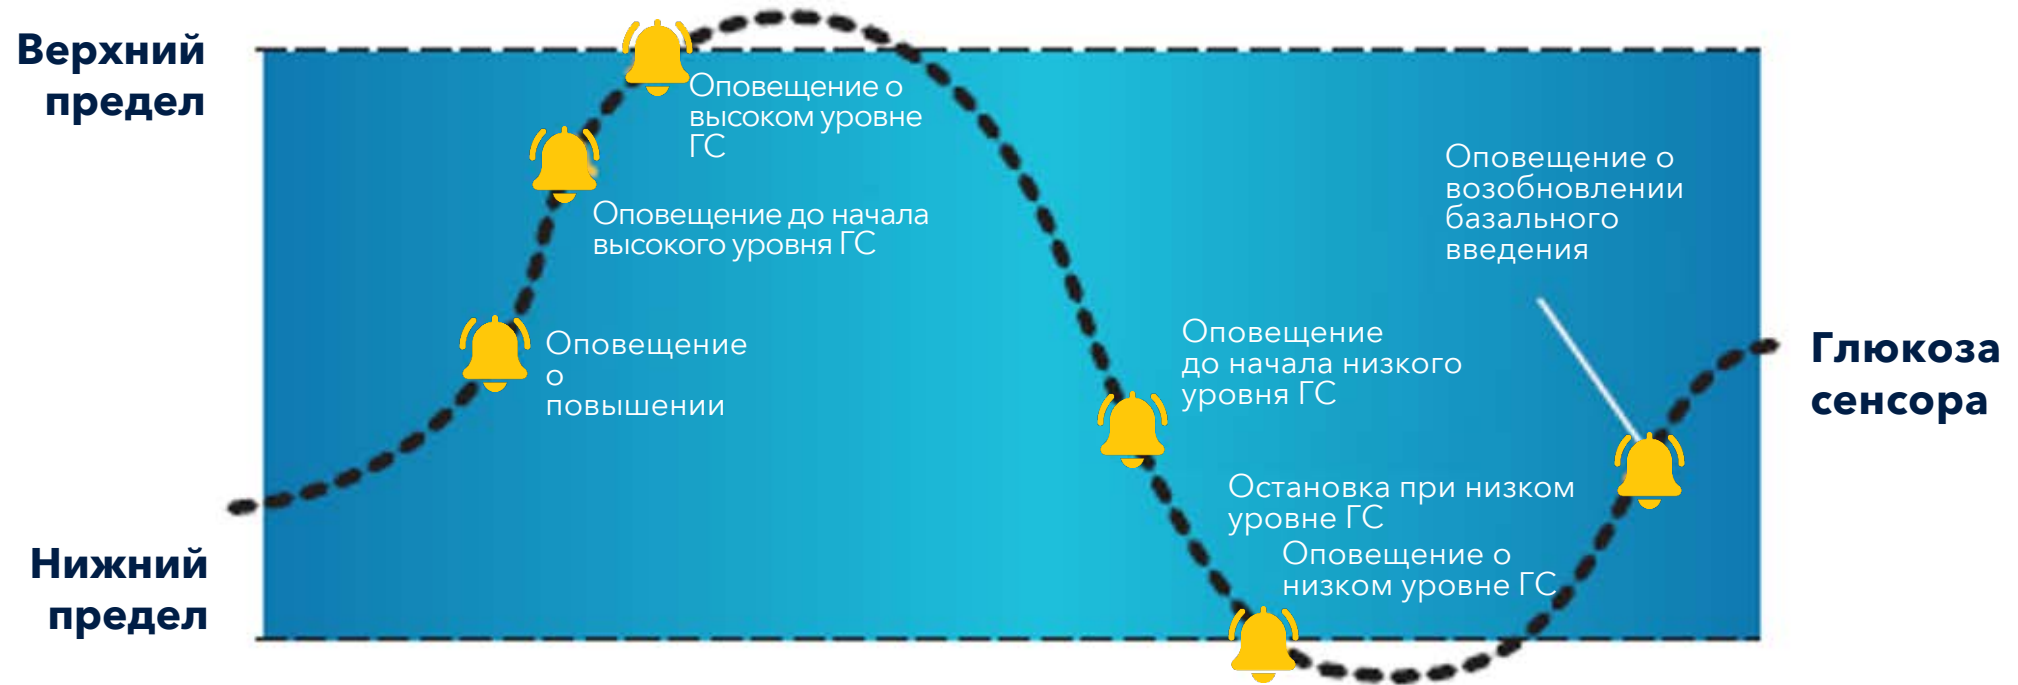 Верхний
предел
Оповещение о
высоком уровне
ГС
Оповещение до начала
высокого уровня ГС
Оповещение
о
повышении
Оповещение о
возобновлении
базального
введения
Оповещение
до начала низкого
уровня ГС
Глюкоза
сенсора
Остановка при низком
уровне ГС
Оповещение о
низком уровне ГС
Нижний
предел